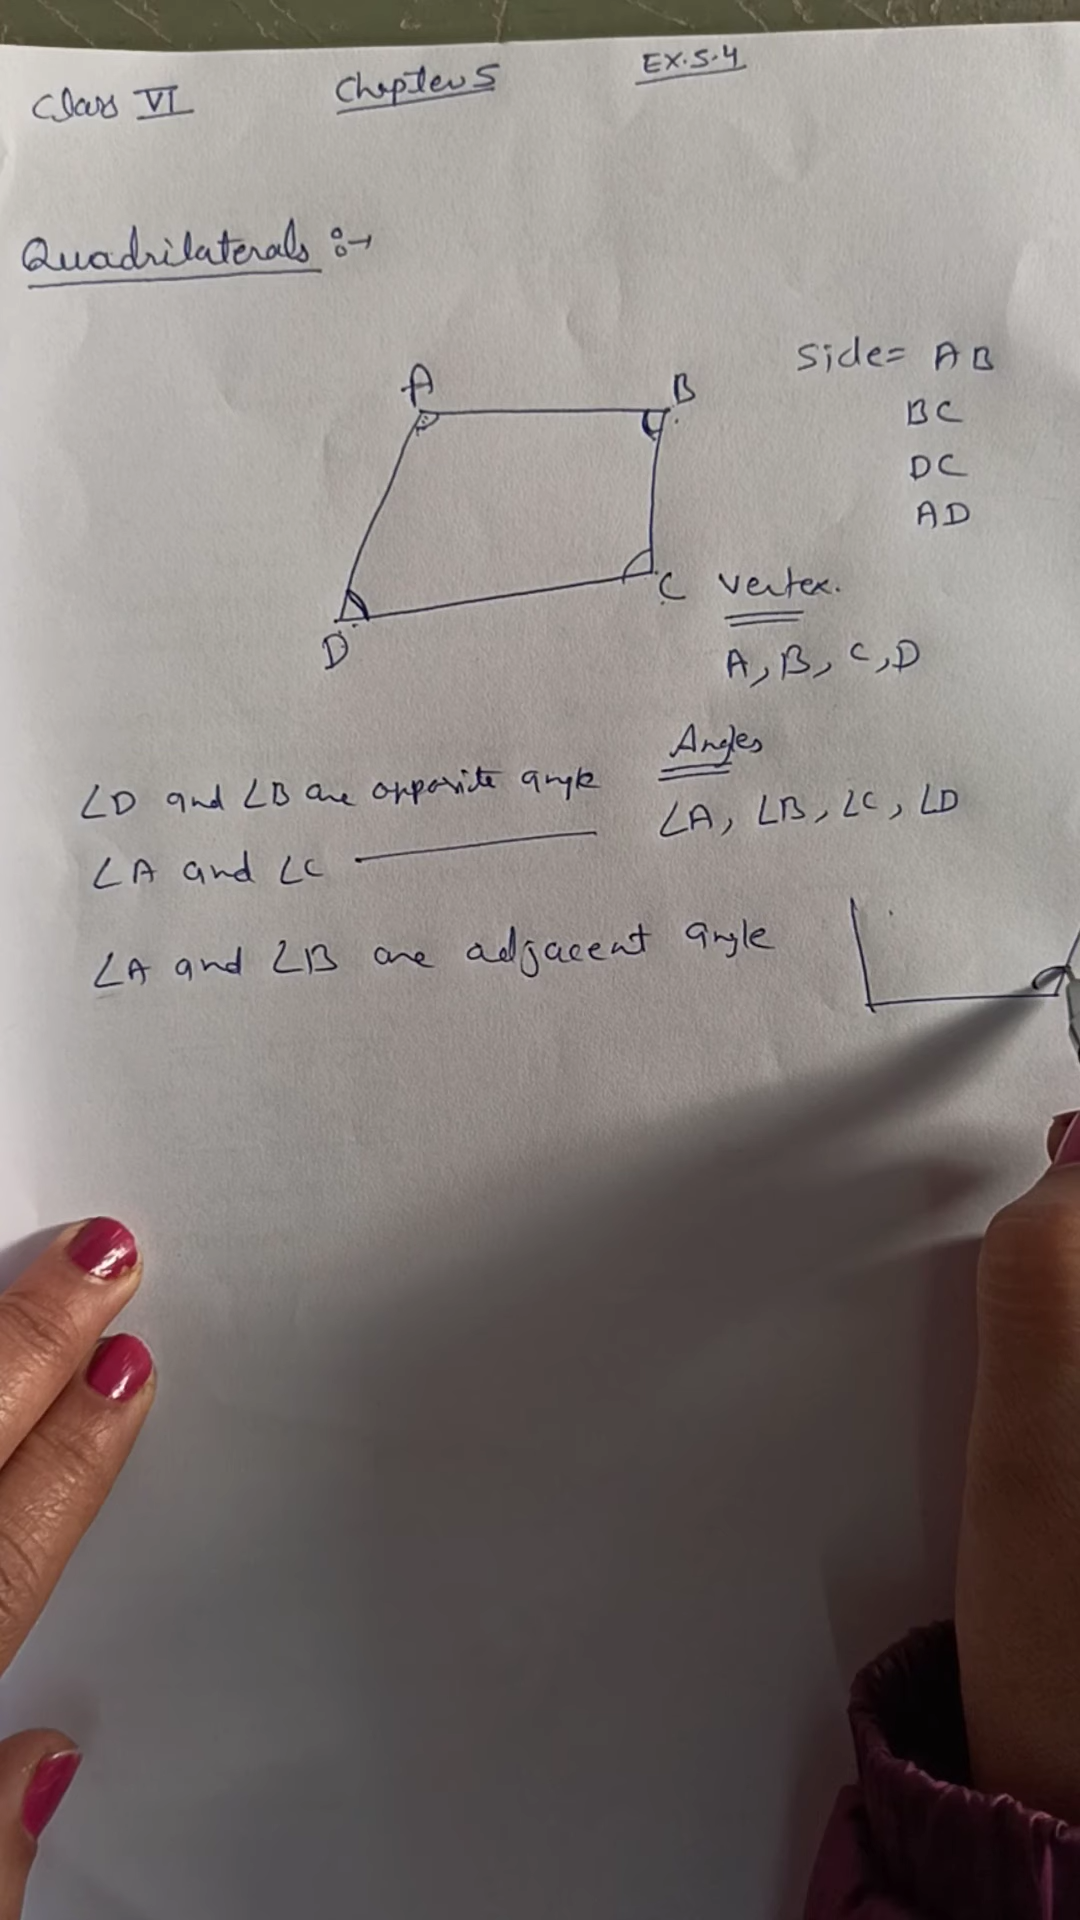 Class VI Chapter 5 EX.5.4
Quadrilaterals :→
A B
Side= AB
BC
DC
AD
D C
Vertex.
A, B, C, D
Angles
∠A, ∠B, ∠C, ∠D
∠D and ∠B are opposite angle
∠A and ∠C ————
∠A and ∠B are adjacent angle